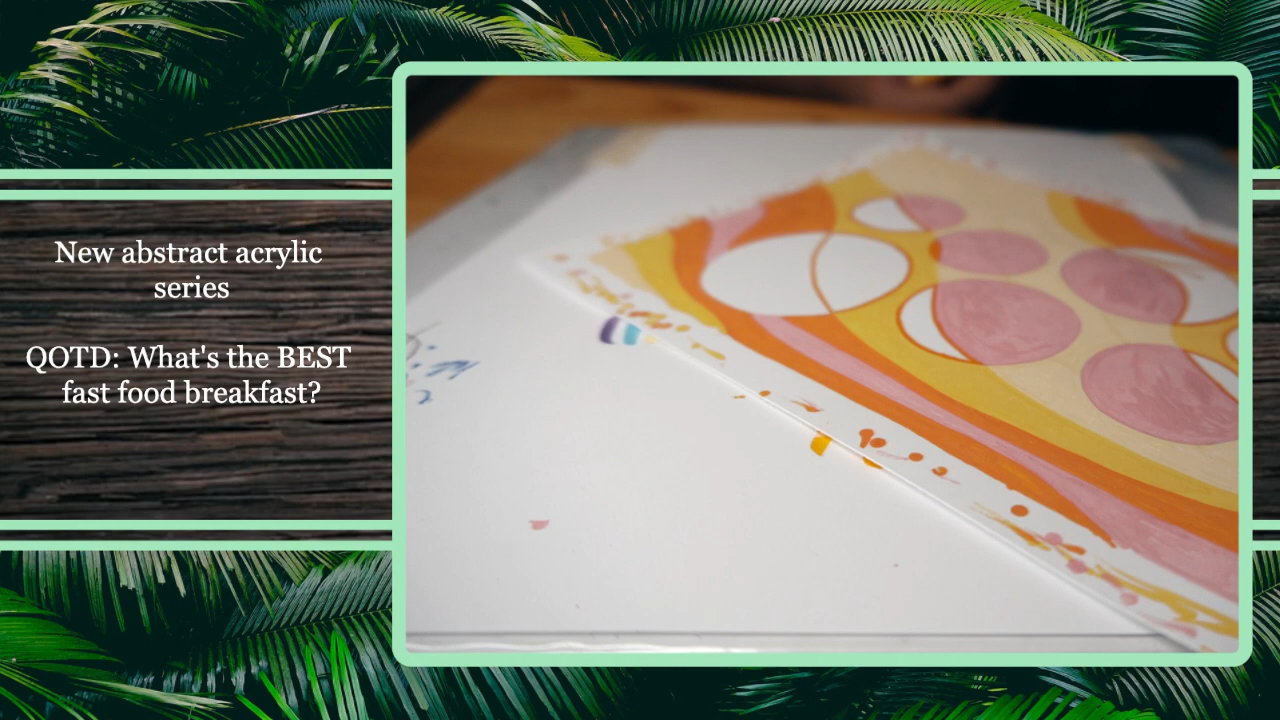 New abstract acrylic
series
QOTD: What's the BEST
fast food breakfast?